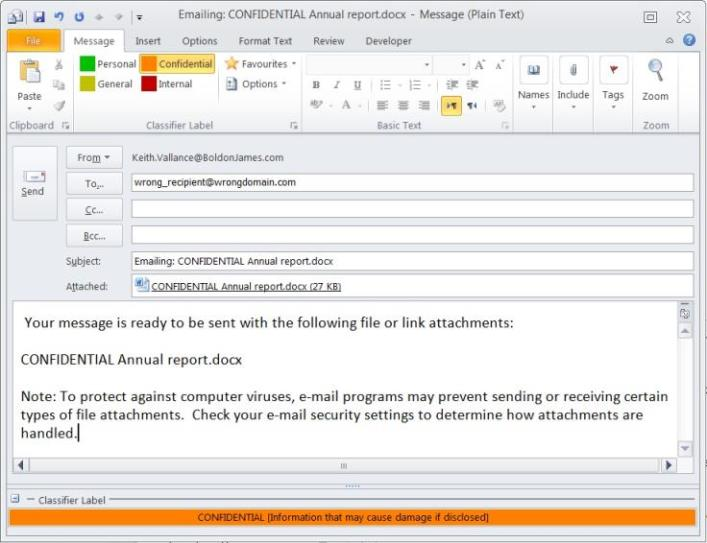 Emailing: CONFIDENTIAL Annual report.docx - Message (Plain Text)
File Message Insert Options Format Text Review Developer
Personal Confidential Favourites
General Internal Options
Paste
B I U
A
Names Include Tags Zoom
Clipboard Classifier Label Basic Text Zoom
From Keith.Vallance@BoldonJames.com
To... wrong_recipient@wrongdomain.com
Send
Cc...
Bcc...
Subject: Emailing: CONFIDENTIAL Annual report.docx
Attached: CONFIDENTIAL Annual report.docx (27 KB)
Your message is ready to be sent with the following file or link attachments:
CONFIDENTIAL Annual report.docx
Note: To protect against computer viruses, e-mail programs may prevent sending or receiving certain
types of file attachments.  Check your e-mail security settings to determine how attachments are
handled.
Classifier Label
CONFIDENTIAL [Information that may cause damage if disclosed]